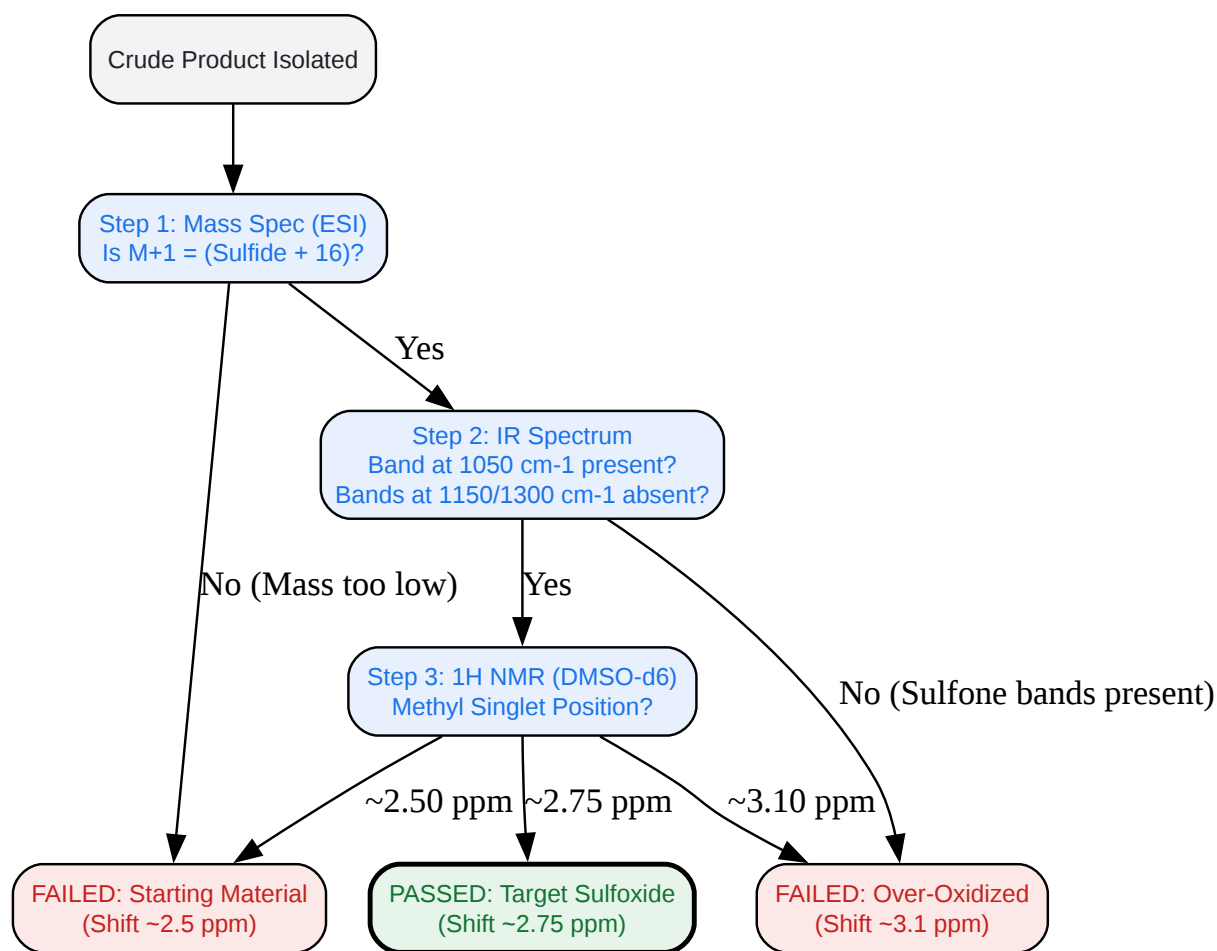 Crude Product Isolated
Step 1: Mass Spec (ESI)
Is M+1 = (Sulfide + 16)?
Yes
Step 2: IR Spectrum
Band at 1050 cm-1 present?
Bands at 1150/1300 cm-1 absent?
No (Mass too low)
Yes
Step 3: 1H NMR (DMSO-d6)
Methyl Singlet Position?
No (Sulfone bands present)
~2.50 ppm
~2.75 ppm
~3.10 ppm
FAILED: Starting Material
(Shift ~2.5 ppm)
PASSED: Target Sulfoxide
(Shift ~2.75 ppm)
FAILED: Over-Oxidized
(Shift ~3.1 ppm)